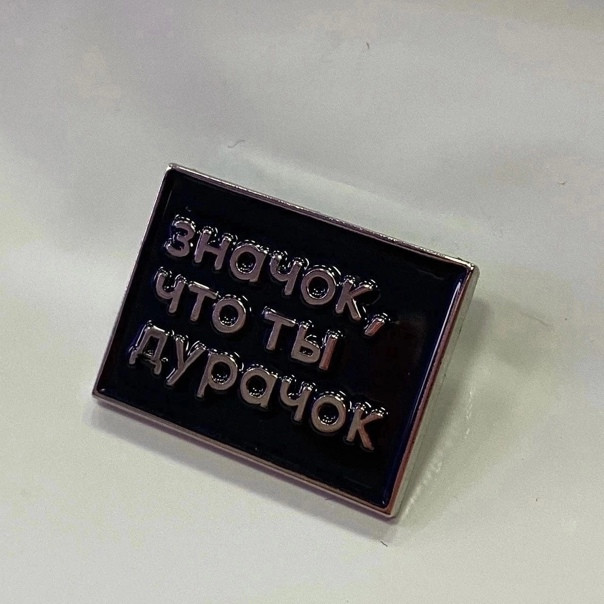 значок,
что ты
дурачок